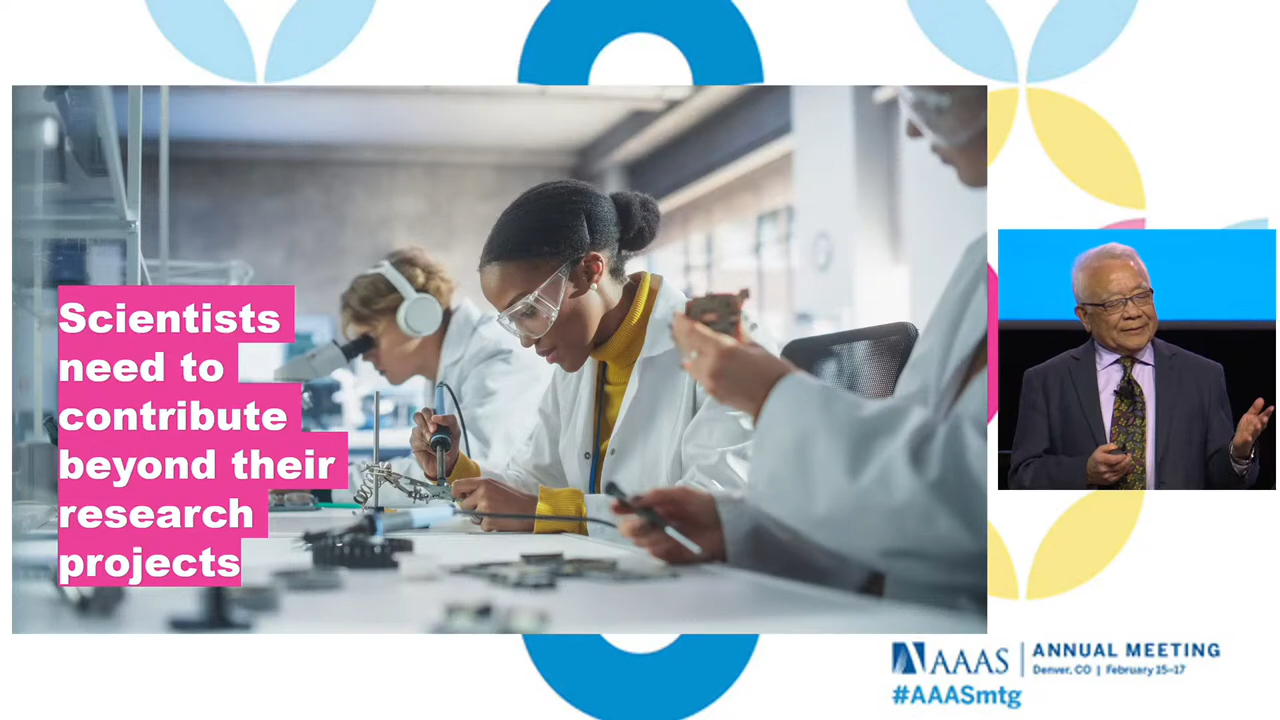 Scientists
need to
contribute
beyond their
research
projects
AAAS
ANNUAL MEETING
Denver, CO | February 15–17
#AAASmtg